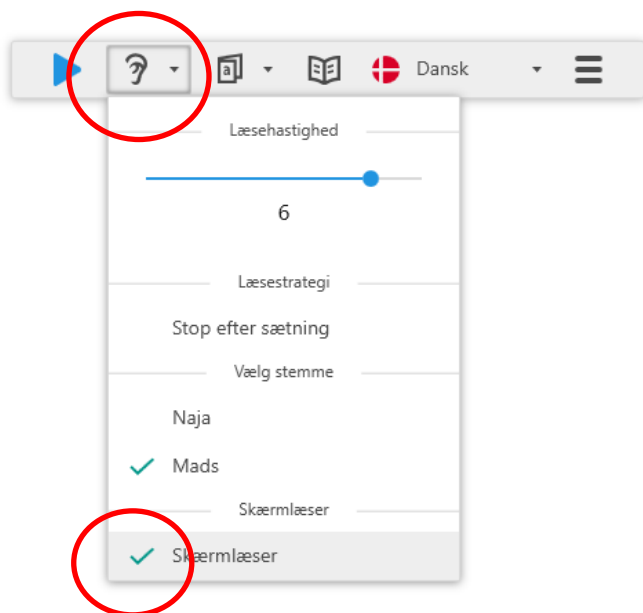 Dansk
Læsehastighed
6
Læsestrategi
Stop efter sætning
Vælg stemme
Naja
Mads
Skærmlæser
Skærmlæser